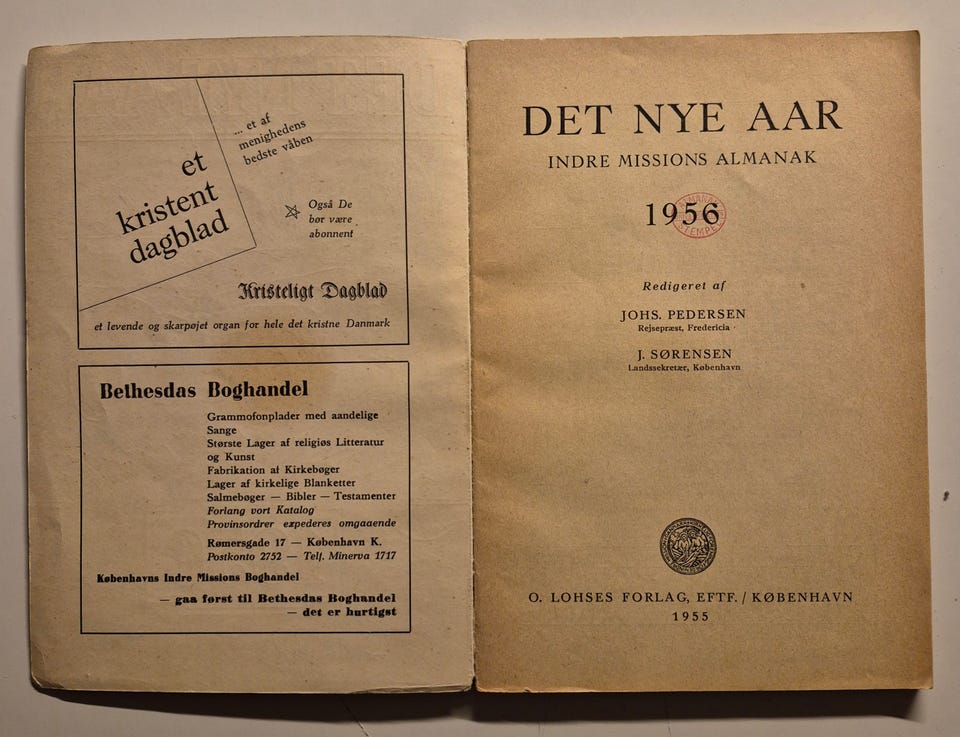 ... et af
menighedens
bedste våben
et
kristent
dagblad
Også De
bør være
abonnent
Kristeligt Dagblad
et levende og skarpøjet organ for hele det kristne Danmark
Bethesdas Boghandel
Grammofonplader med aandelige
Sange
Største Lager af religiøs Litteratur
og Kunst
Fabrikation af Kirkebøger
Lager af kirkelige Blanketter
Salmebøger — Bibler — Testamenter
Forlang vort Katalog
Provinsordrer expederes omgaaende
Rømersgade 17 — København K.
Postkonto 2752 — Telf. Minerva 1717
Københavns Indre Missions Boghandel
— gaa først til Bethesdas Boghandel
— det er hurtigst
DET NYE AAR
INDRE MISSIONS ALMANAK
1956
Redigeret af
JOHS. PEDERSEN
Rejsepræst, Fredericia
J. SØRENSEN
Landssekretær, København
O. LOHSES FORLAG, EFTF. / KØBENHAVN
1955